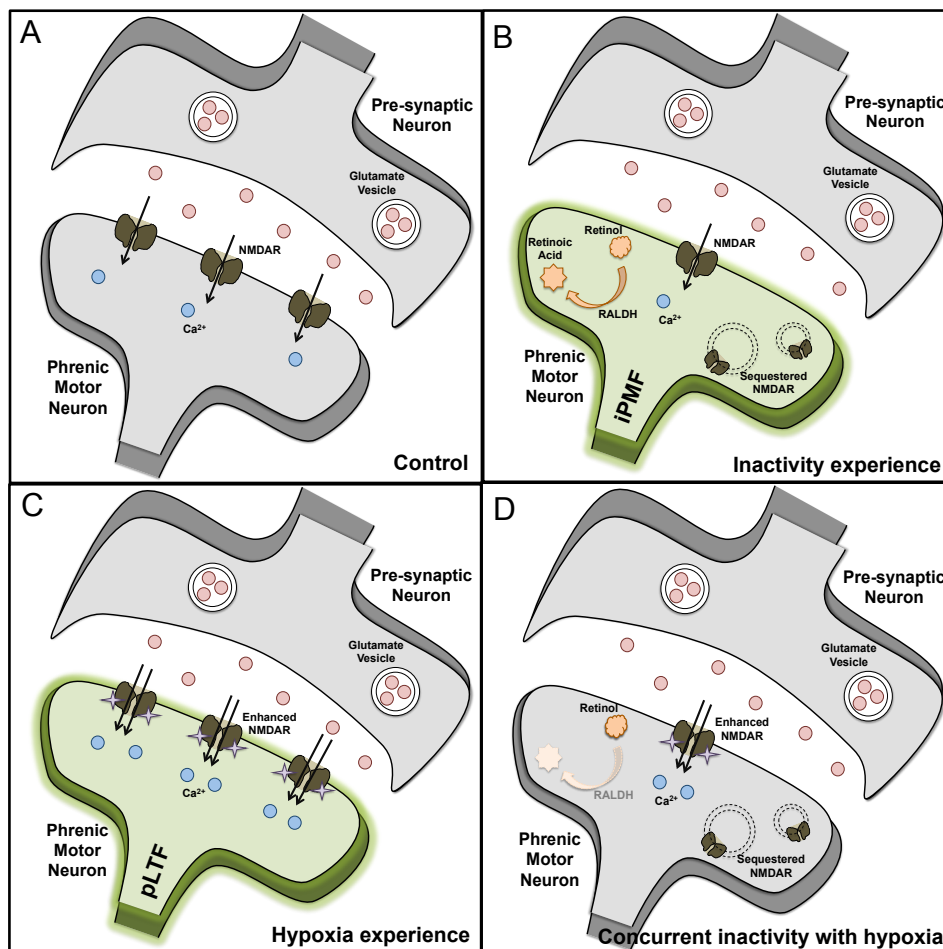 A
Pre-synaptic
Neuron
Glutamate
Vesicle
NMDAR
Ca²⁺
Phrenic
Motor
Neuron
Control
B
Pre-synaptic
Neuron
Glutamate
Vesicle
Retinol
NMDAR
Retinoic
Acid
RALDH
Ca²⁺
Sequestered
NMDAR
Phrenic
Motor
Neuron
iPMF
Inactivity experience
C
Pre-synaptic
Neuron
Glutamate
Vesicle
Enhanced
NMDAR
Ca²⁺
Phrenic
Motor
Neuron
pLTF
Hypoxia experience
D
Pre-synaptic
Neuron
Glutamate
Vesicle
Retinol
Enhanced
NMDAR
RALDH
Ca²⁺
Sequestered
NMDAR
Phrenic
Motor
Neuron
Concurrent inactivity with hypoxia